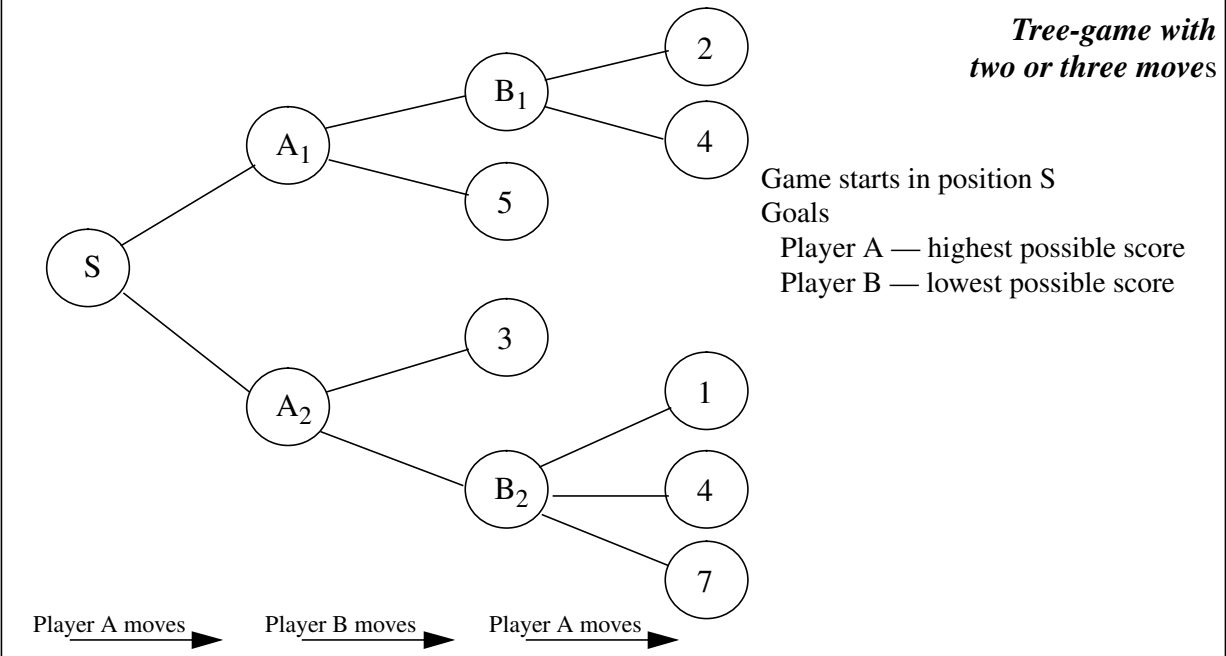 Tree-game with
two or three moves
2
B1
4
A1
5
Game starts in position S
Goals
Player A — highest possible score
Player B — lowest possible score
S
3
A2
1
B2
4
7
Player A moves
Player B moves
Player A moves